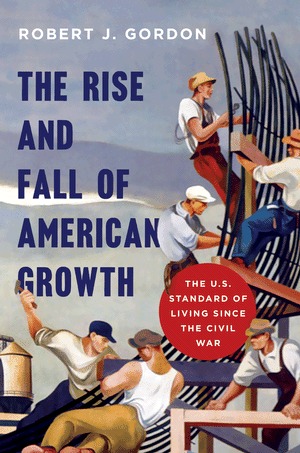 ROBERT J. GORDON
THE RISE
AND
FALL OF
AMERICAN
GROWTH
THE U.S.
STANDARD OF
LIVING SINCE
THE CIVIL
WAR